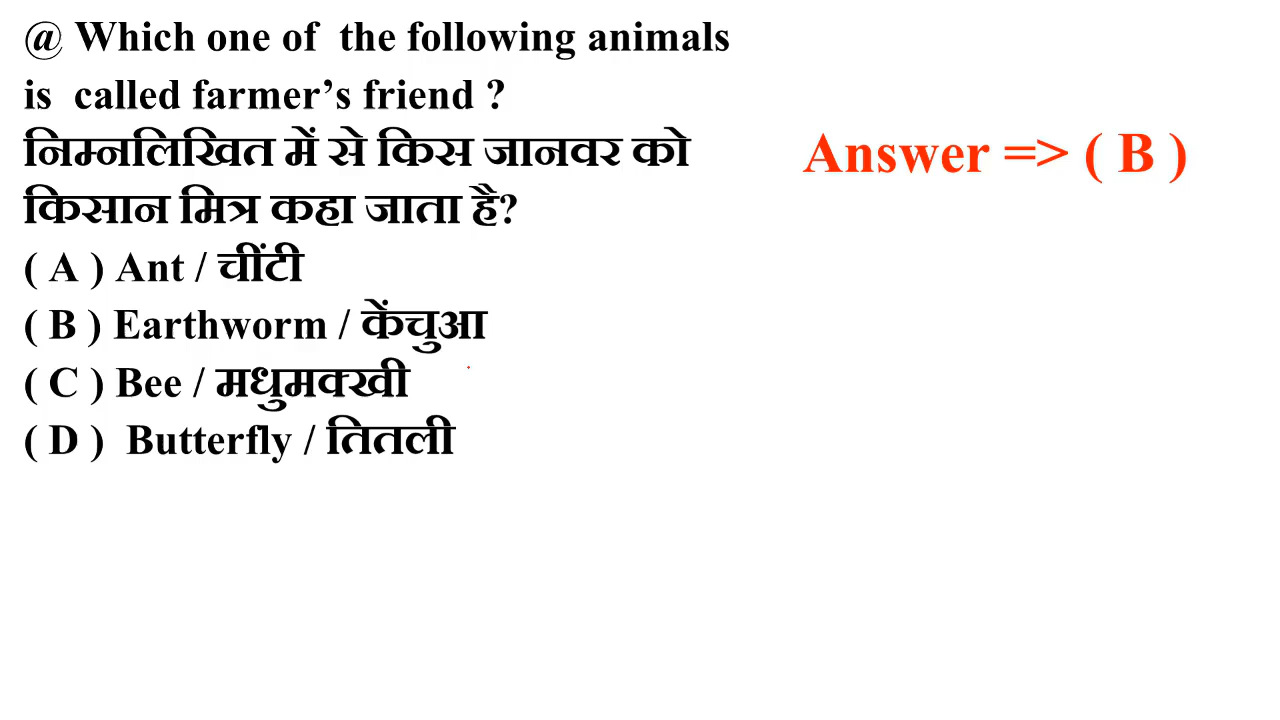 @ Which one of the following animals
is called farmer’s friend ?
निम्नलिखित में से किस जानवर को
किसान मित्र कहा जाता है?
( A ) Ant / चींटी
( B ) Earthworm / केंचुआ
( C ) Bee / मधुमक्खी
( D ) Butterfly / तितली
Answer => ( B )